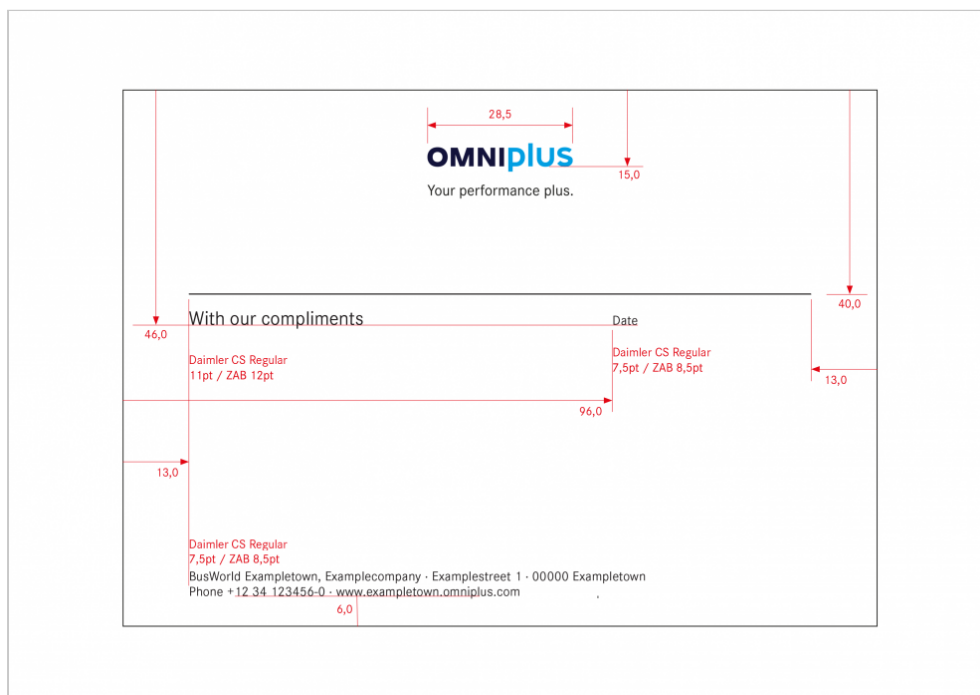 28,5
OMNIplus
15,0
Your performance plus.
40,0
With our compliments
Date
46,0
Daimler CS Regular
11pt / ZAB 12pt
Daimler CS Regular
7,5pt / ZAB 8,5pt
13,0
96,0
13,0
Daimler CS Regular
7,5pt / ZAB 8,5pt
BusWorld Exampletown, Examplecompany · Examplestreet 1 · 00000 Exampletown
Phone +12 34 123456-0 · www.exampletown.omniplus.com
6,0